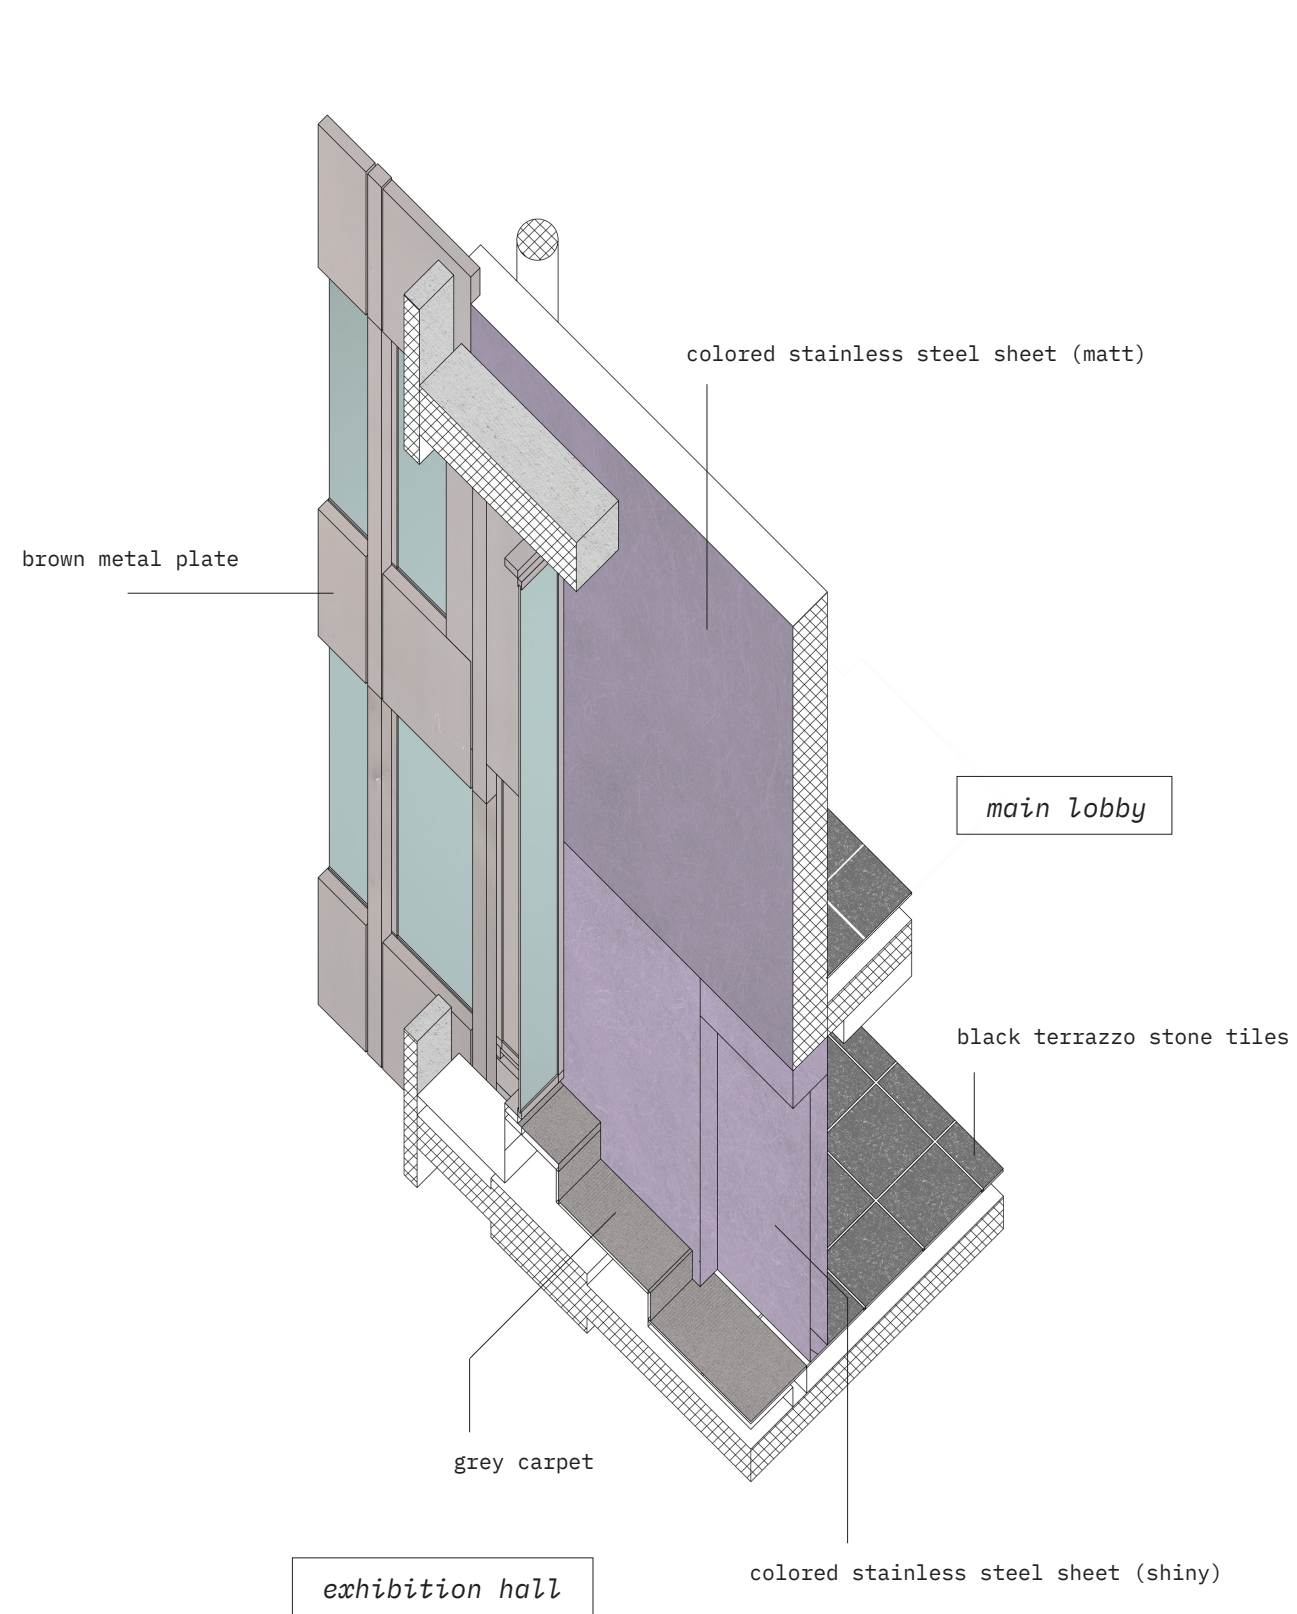 colored stainless steel sheet (matt)
brown metal plate
main lobby
black terrazzo stone tiles
grey carpet
colored stainless steel sheet (shiny)
exhibition hall